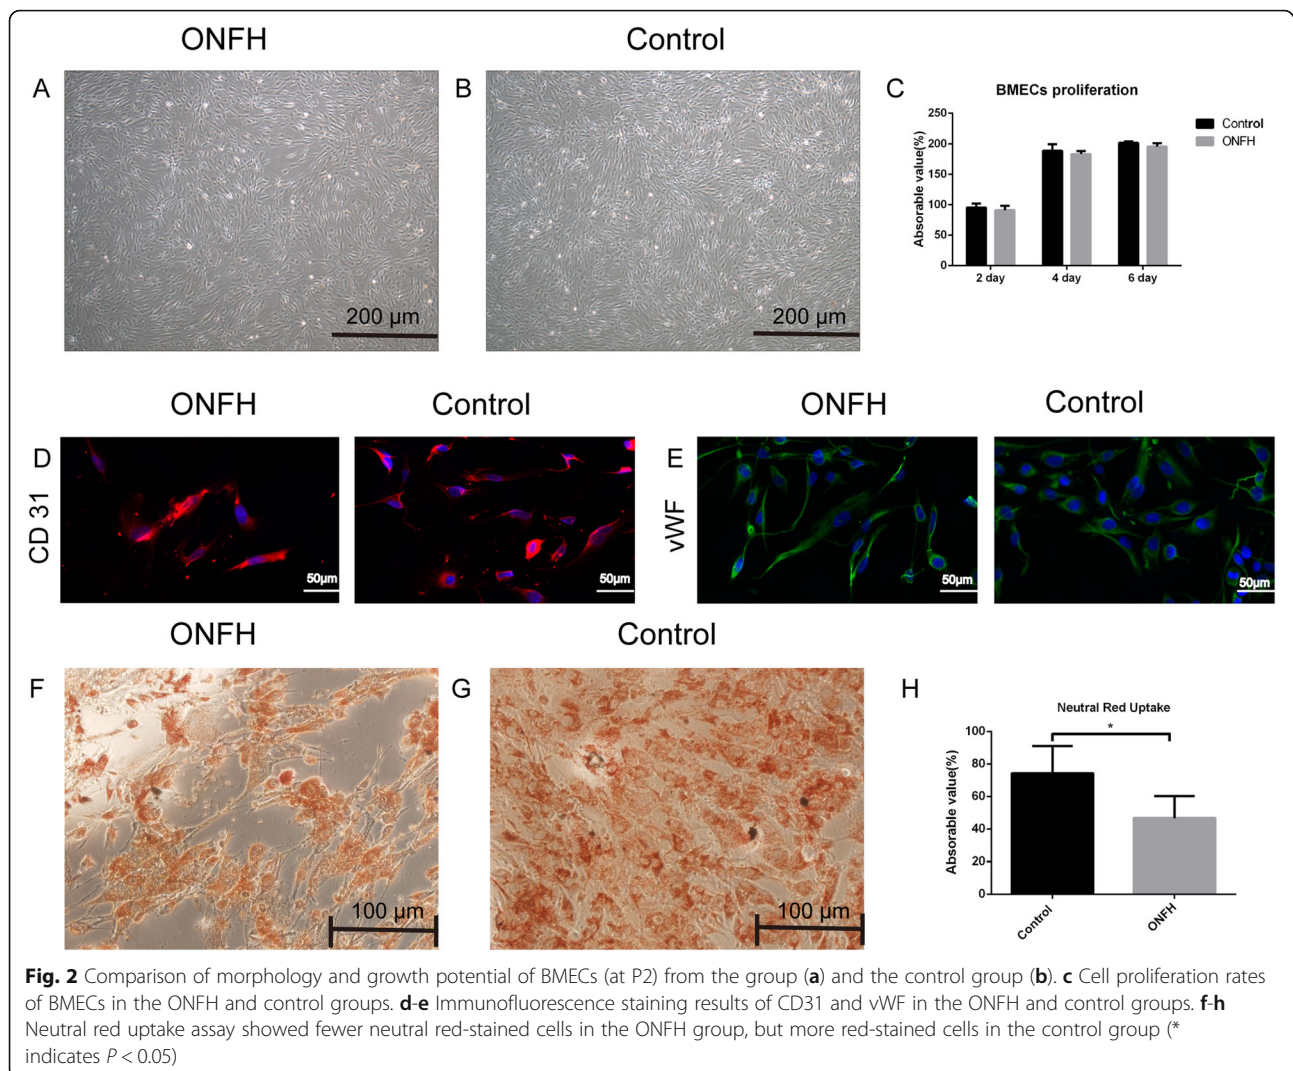 ONFH
Control
A
200 µm
B
200 µm
C
BMECs proliferation
Absorable value(%)
250
200
150
100
50
0
2 day
4 day
6 day
Control
ONFH
ONFH
Control
ONFH
Control
D
CD 31
50µm
50µm
E
vWF
50µm
50µm
ONFH
Control
F
100 µm
G
100 µm
H
Neutral Red Uptake
Absorable value(%)
100
80
60
40
20
0
*
Control
ONFH
Fig. 2 Comparison of morphology and growth potential of BMECs (at P2) from the group (a) and the control group (b). c Cell proliferation rates
of BMECs in the ONFH and control groups. d-e Immunofluorescence staining results of CD31 and vWF in the ONFH and control groups. f-h
Neutral red uptake assay showed fewer neutral red-stained cells in the ONFH group, but more red-stained cells in the control group (*
indicates P < 0.05)